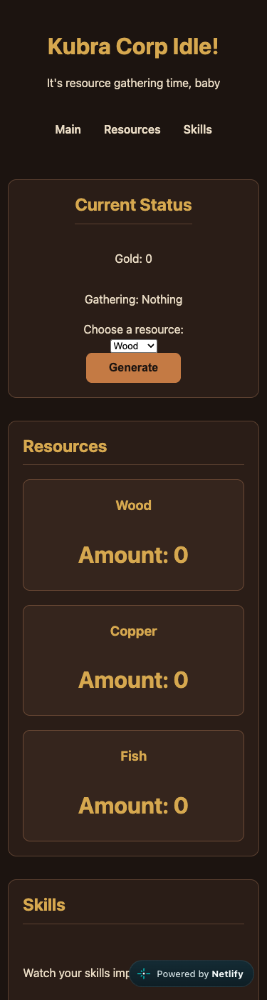 Kubra Corp Idle!
It's resource gathering time, baby
Main Resources Skills
Current Status
Gold: 0
Gathering: Nothing
Choose a resource:
Wood
Generate
Resources
Wood
Amount: 0
Copper
Amount: 0
Fish
Amount: 0
Skills
Watch your skills
Powered by Netlify